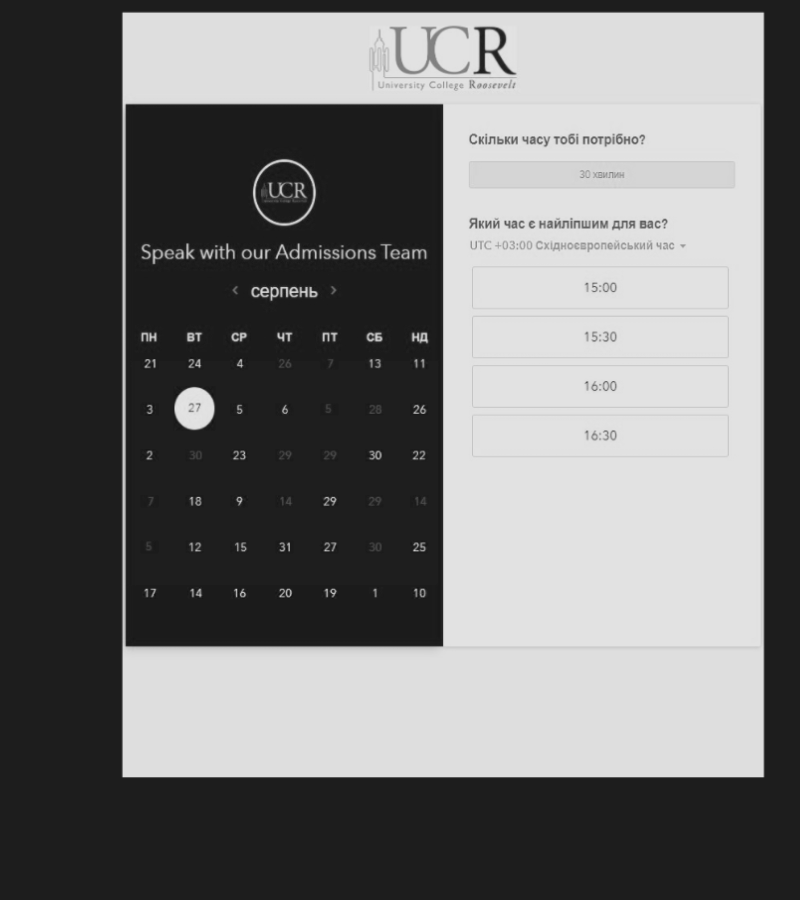 UCR
University College Roosevelt
UCR
Speak with our Admissions Team
< серпень >
ПН ВТ СР ЧТ ПТ СБ НД
21 24 4 26 7 13 11
3 27 5 6 5 28 26
2 30 23 29 29 30 22
7 18 9 14 29 29 14
5 12 15 31 27 30 25
17 14 16 20 19 1 10
Скільки часу тобі потрібно?
30 хвилин
Який час є найліпшим для вас?
UTC +03:00 Східноєвропейський час
15:00
15:30
16:00
16:30